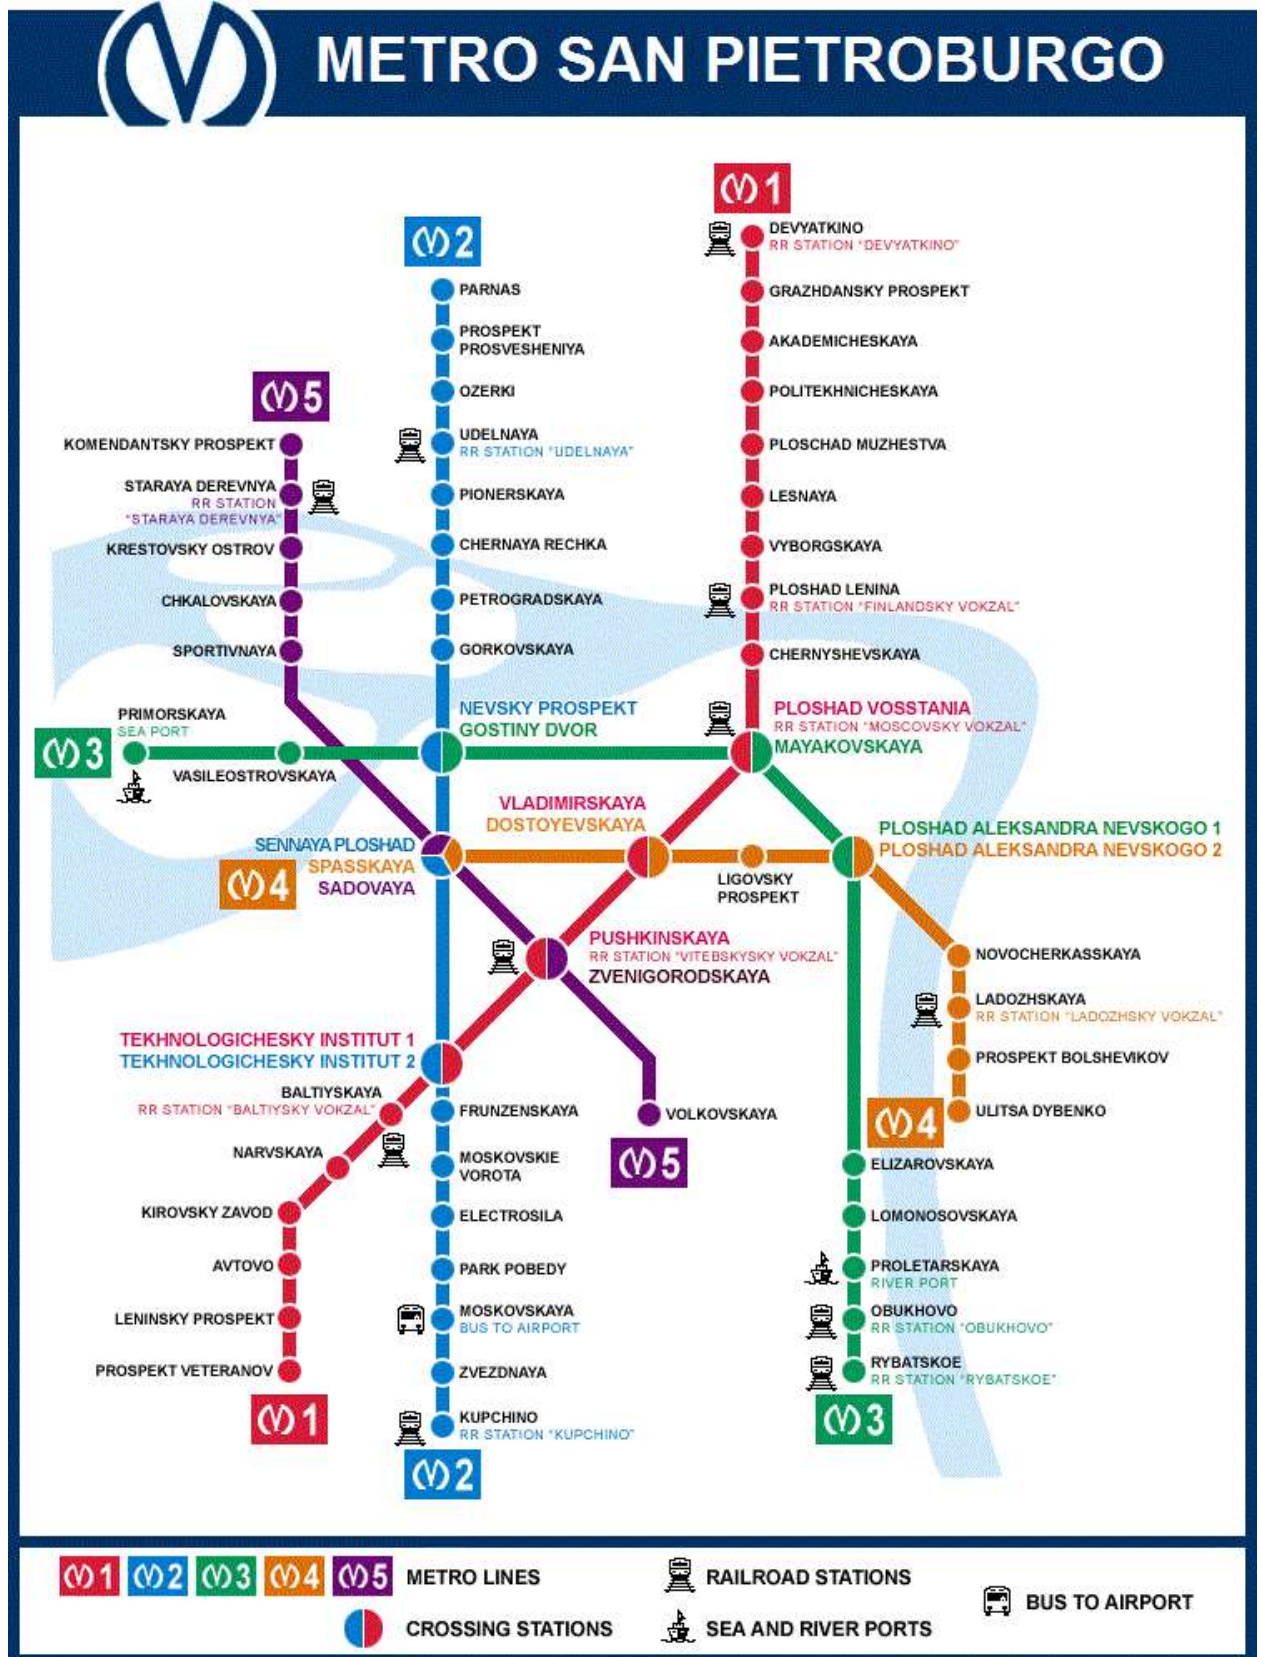 METRO SAN PIETROBURGO
1
DEVYATKINO
RR STATION "DEVYATKINO"
GRAZHDANSKY PROSPEKT
AKADEMICHESKAYA
POLITEKHNICHESKAYA
PLOSCHAD MUZHESTVA
LESNAYA
VYBORGSKAYA
PLOSHAD LENINA
RR STATION "FINLANDSKY VOKZAL"
CHERNYSHEVSKAYA
PLOSHAD VOSSTANIA
RR STATION "MOSCOVSKY VOKZAL"
MAYAKOVSKAYA
2
PARNAS
PROSPEKT
PROSVESHENIYA
OZERKI
UDELNAYA
RR STATION "UDELNAYA"
PIONERSKAYA
CHERNAYA RECHKA
PETROGRADSKAYA
GORKOVSKAYA
NEVSKY PROSPEKT
GOSTINY DVOR
5
KOMENDANTSKY PROSPEKT
STARAYA DEREVNYA
RR STATION
"STARAYA DEREVNYA"
KRESTOVSKY OSTROV
CHKALOVSKAYA
SPORTIVNAYA
PRIMORSKAYA
SEA PORT
3
VASILEOSTROVSKAYA
VLADIMIRSKAYA
DOSTOYEVSKAYA
SENNAYA PLOSHAD
SPASSKAYA
SADOVAYA
4
LIGOVSKY
PROSPEKT
PLOSHAD ALEKSANDRA NEVSKOGO 1
PLOSHAD ALEKSANDRA NEVSKOGO 2
PUSHKINSKAYA
RR STATION "VITEBSKYSKY VOKZAL"
ZVENIGORODSKAYA
NOVOCHERKASSKAYA
LADOZHSKAYA
RR STATION "LADOZHSKY VOKZAL"
PROSPEKT BOLSHEVIKOV
ULITSA DYBENKO
4
TEKHNOLOGICHESKY INSTITUT 1
TEKHNOLOGICHESKY INSTITUT 2
BALTIYSKAYA
RR STATION "BALTIYSKY VOKZAL"
NARVSKAYA
KIROVSKY ZAVOD
AVTOVO
LENINSKY PROSPEKT
PROSPEKT VETERANOV
1
FRUNZENSKAYA
MOSKOVSKIE
VOROTA
ELECTROSILA
PARK POBEDY
MOSKOVSKAYA
BUS TO AIRPORT
ZVEZDNAYA
KUPCHINO
RR STATION "KUPCHINO"
2
VOLKOVSKAYA
5
ELIZAROVSKAYA
LOMONOSOVSKAYA
PROLETARSKAYA
RIVER PORT
OBUKHOVO
RR STATION "OBUKHOVO"
RYBATSKOE
RR STATION "RYBATSKOE"
3
1 2 3 4 5 METRO LINES
CROSSING STATIONS
RAILROAD STATIONS
SEA AND RIVER PORTS
BUS TO AIRPORT